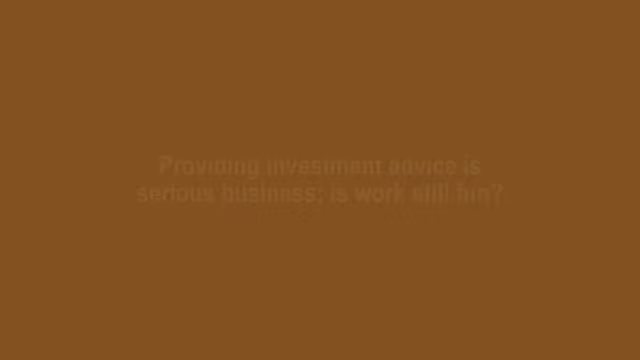 Providing investment advice is
serious business; is work still fun?